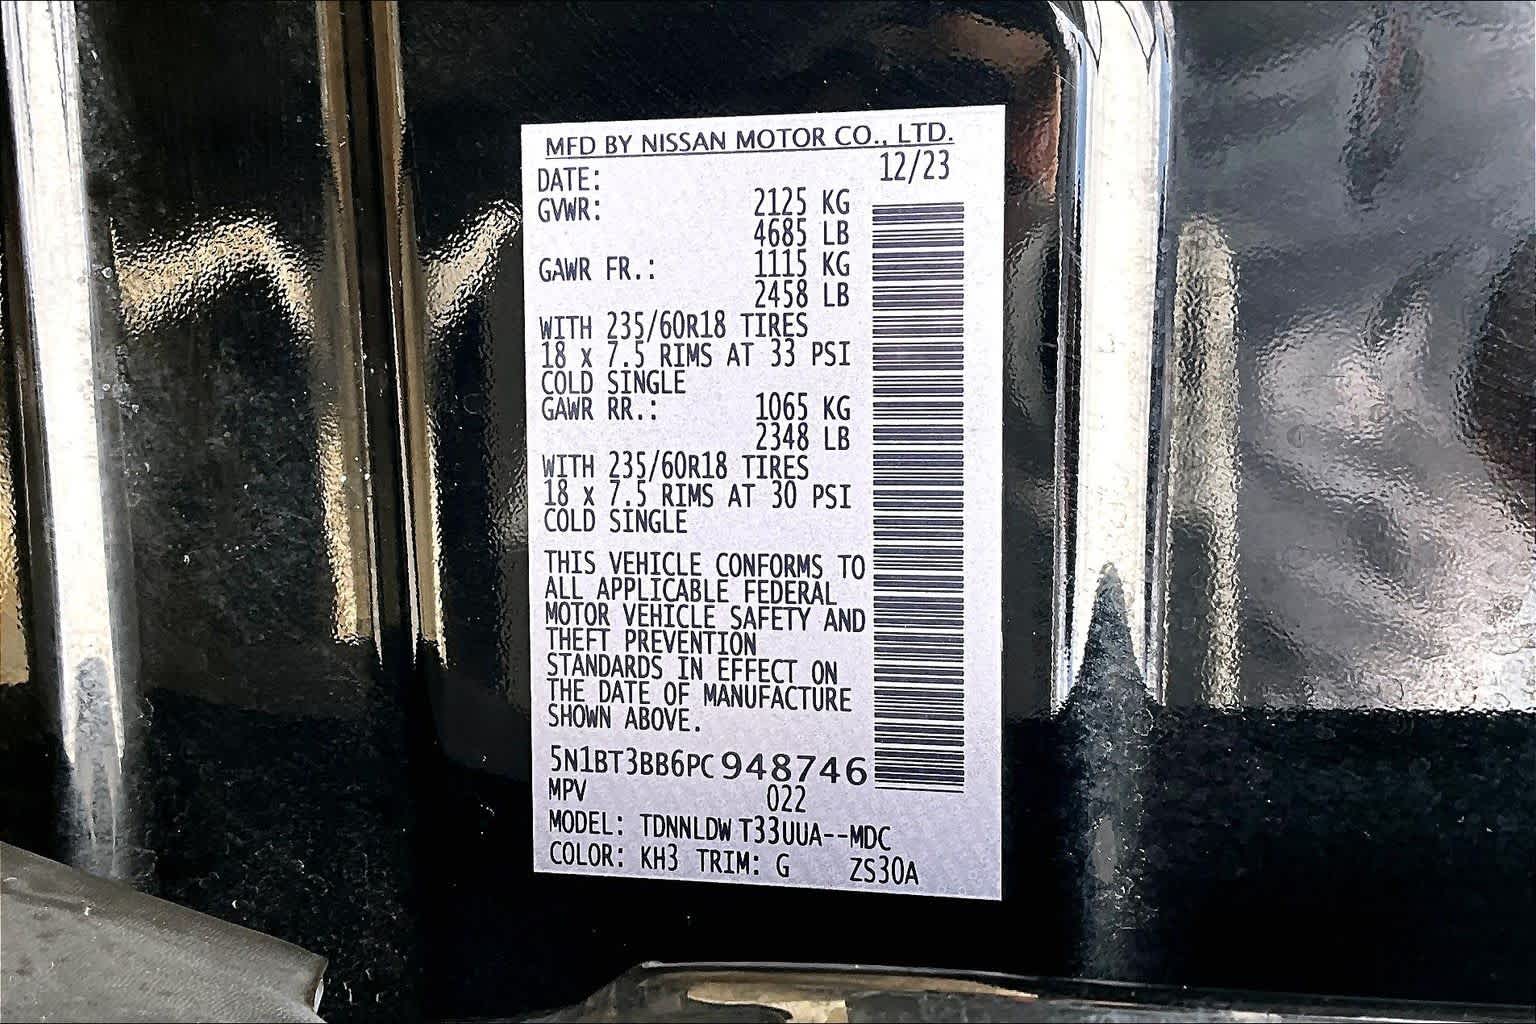 MFD BY NISSAN MOTOR CO., LTD.
DATE: 12/23
GVWR: 2125 KG
4685 LB
GAWR FR.: 1115 KG
2458 LB
WITH 235/60R18 TIRES
18 x 7.5 RIMS AT 33 PSI
COLD SINGLE
GAWR RR.: 1065 KG
2348 LB
WITH 235/60R18 TIRES
18 x 7.5 RIMS AT 30 PSI
COLD SINGLE
THIS VEHICLE CONFORMS TO
ALL APPLICABLE FEDERAL
MOTOR VEHICLE SAFETY AND
THEFT PREVENTION
STANDARDS IN EFFECT ON
THE DATE OF MANUFACTURE
SHOWN ABOVE.
5N1BT3BB6PC948746
MPV 022
MODEL: TDNNLDWT33UUA--MDC
COLOR: KH3 TRIM: G ZS30A